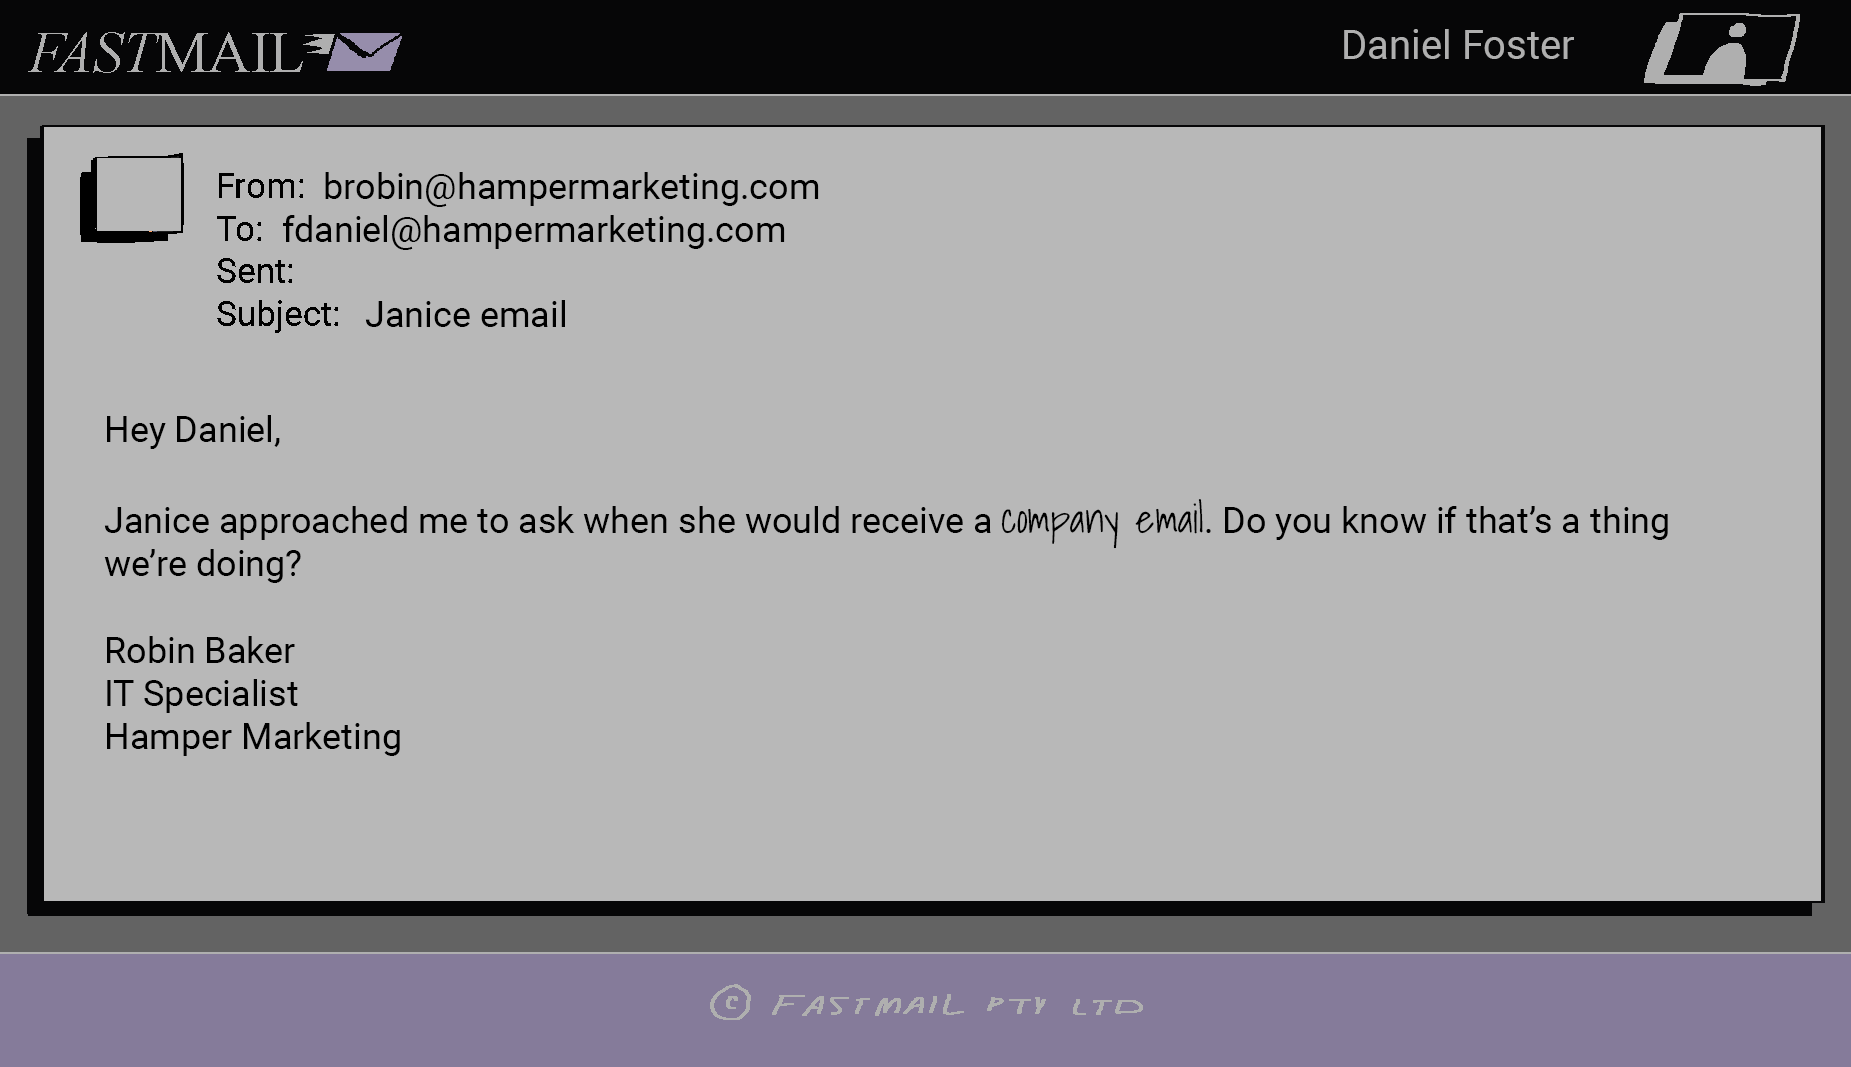 FASTMAIL
Daniel Foster
From: brobin@hampermarketing.com
To: fdaniel@hampermarketing.com
Sent:
Subject: Janice email
Hey Daniel,
Janice approached me to ask when she would receive a company email. Do you know if that’s a thing
we’re doing?
Robin Baker
IT Specialist
Hamper Marketing
© FASTMAIL PTY LTD